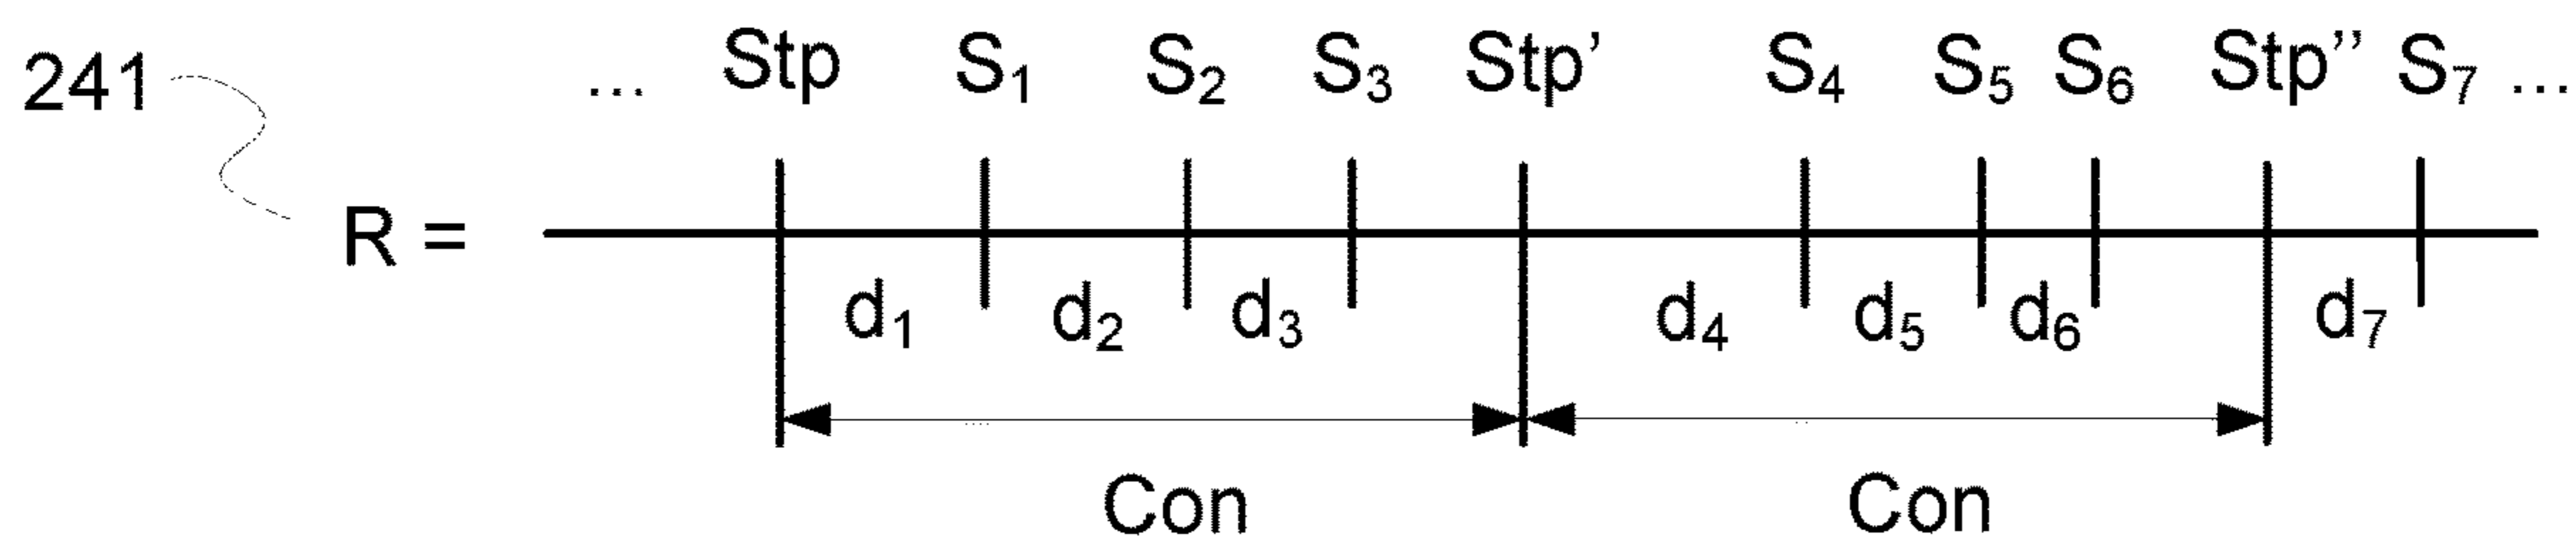 241 ... Stp S₁ S₂ S₃ Stp’ S₄ S₅ S₆ Stp’’ S₇ ...
R =
d₁ d₂ d₃ d₄ d₅ d₆ d₇
Con Con